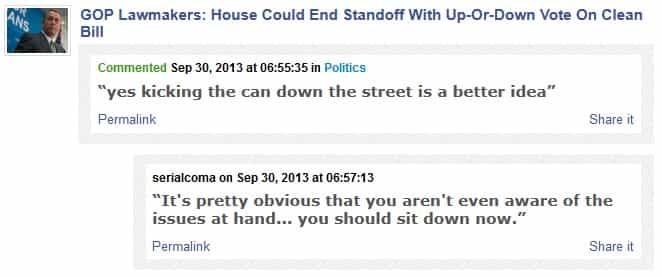 GOP Lawmakers: House Could End Standoff With Up-Or-Down Vote On Clean
Bill
Commented Sep 30, 2013 at 06:55:35 in Politics
“yes kicking the can down the street is a better idea”
Permalink Share it
serialcoma on Sep 30, 2013 at 06:57:13
“It's pretty obvious that you aren't even aware of the
issues at hand... you should sit down now.”
Permalink Share it